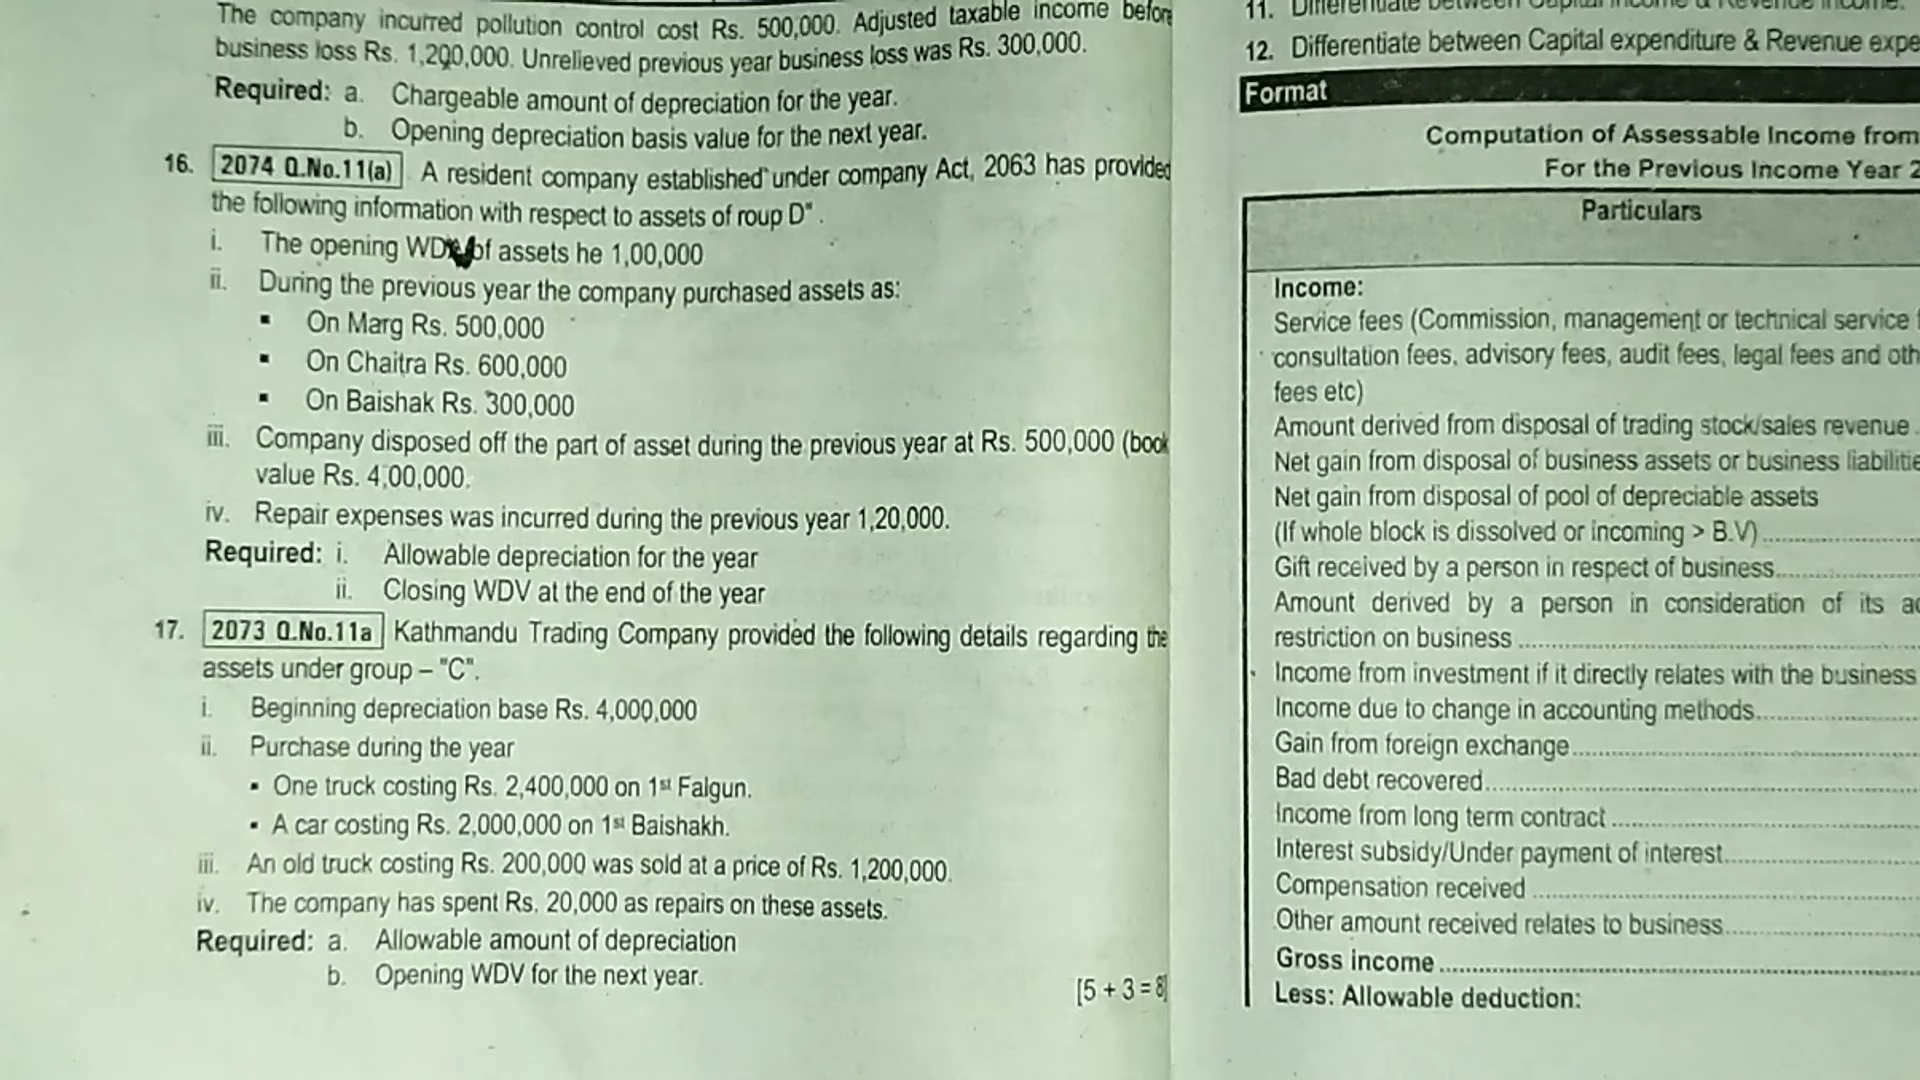 The company incurred pollution control cost Rs. 500,000. Adjusted taxable income before
business loss Rs. 1,200,000. Unrelieved previous year business loss was Rs. 300,000.
Required: a. Chargeable amount of depreciation for the year.
b. Opening depreciation basis value for the next year.
16. 2074 Q.No.11(a) A resident company established under company Act, 2063 has provided
the following information with respect to assets of roup D".
i. The opening WDV of assets he 1,00,000
ii. During the previous year the company purchased assets as:
▪ On Marg Rs. 500,000
▪ On Chaitra Rs. 600,000
▪ On Baishak Rs. 300,000
iii. Company disposed off the part of asset during the previous year at Rs. 500,000 (book
value Rs. 4,00,000.
iv. Repair expenses was incurred during the previous year 1,20,000.
Required: i. Allowable depreciation for the year
ii. Closing WDV at the end of the year
17. 2073 Q.No.11a Kathmandu Trading Company provided the following details regarding the
assets under group – "C".
i. Beginning depreciation base Rs. 4,000,000
ii. Purchase during the year
▪ One truck costing Rs. 2,400,000 on 1st Falgun.
▪ A car costing Rs. 2,000,000 on 1st Baishakh.
iii. An old truck costing Rs. 200,000 was sold at a price of Rs. 1,200,000.
iv. The company has spent Rs. 20,000 as repairs on these assets.
Required: a. Allowable amount of depreciation
b. Opening WDV for the next year.
[5 + 3 = 8]
11. Differentiate between Capital income & Revenue income.
12. Differentiate between Capital expenditure & Revenue expe
Format
Computation of Assessable Income from
For the Previous Income Year 2
Particulars
Income:
Service fees (Commission, management or technical service f
consultation fees, advisory fees, audit fees, legal fees and oth
fees etc)
Amount derived from disposal of trading stock/sales revenue .
Net gain from disposal of business assets or business liabilitie
Net gain from disposal of pool of depreciable assets
(If whole block is dissolved or incoming > B.V)..........
Gift received by a person in respect of business..........
Amount derived by a person in consideration of its ac
restriction on business ..........
Income from investment if it directly relates with the business
Income due to change in accounting methods..........
Gain from foreign exchange..........
Bad debt recovered..........
Income from long term contract ..........
Interest subsidy/Under payment of interest..........
Compensation received ..........
Other amount received relates to business..........
Gross income ..........
Less: Allowable deduction: